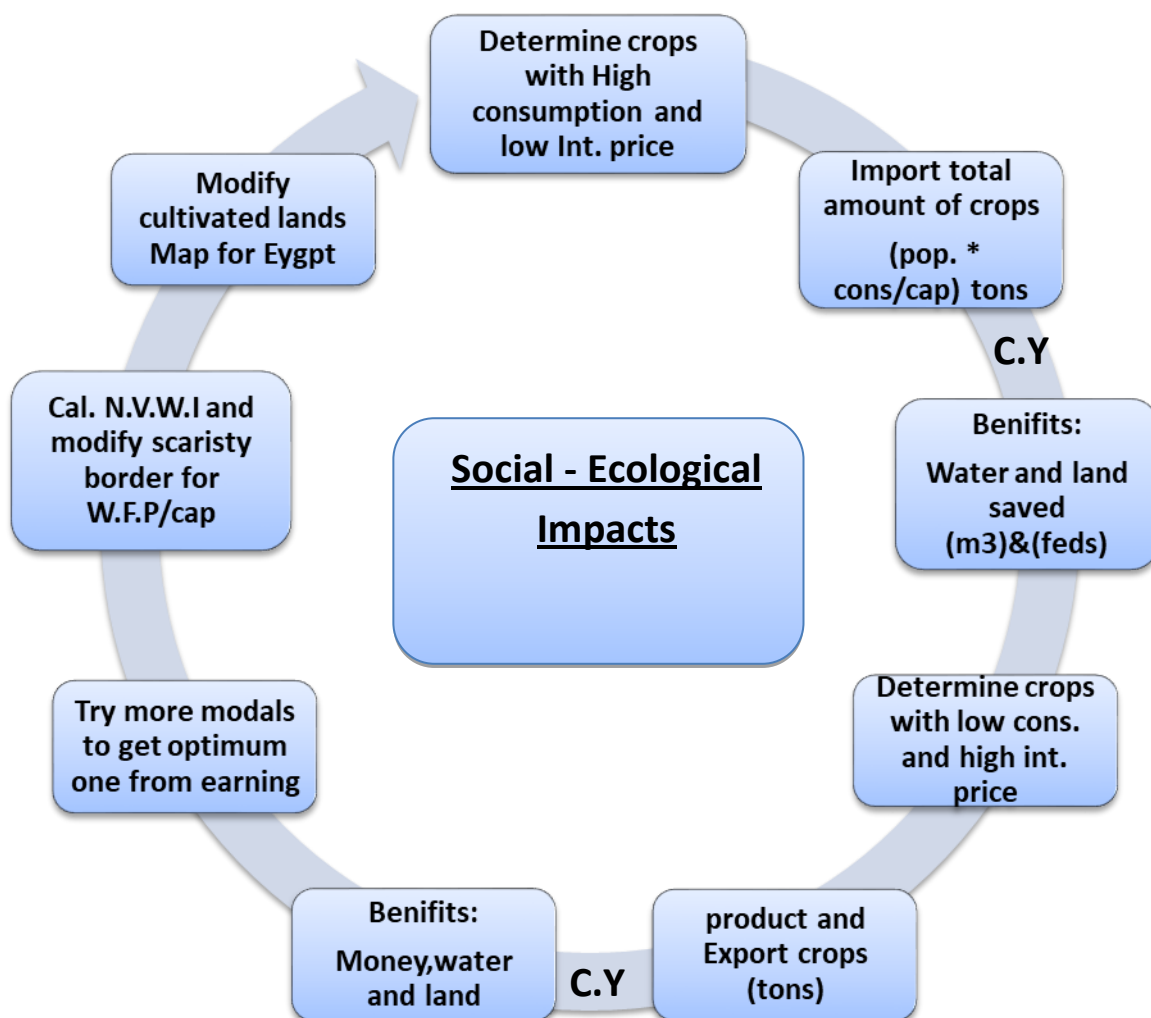 Determine crops
with High
consumption and
low Int. price
Import total
amount of crops
(pop. *
cons/cap) tons
C.Y
Benifits:
Water and land
saved
(m3)&(feds)
Determine crops
with low cons.
and high int.
price
product and
Export crops
(tons)
C.Y
Benifits:
Money,water
and land
Try more modals
to get optimum
one from earning
Cal. N.V.W.I and
modify scaristy
border for
W.F.P/cap
Modify
cultivated lands
Map for Eygpt
Social - Ecological
Impacts